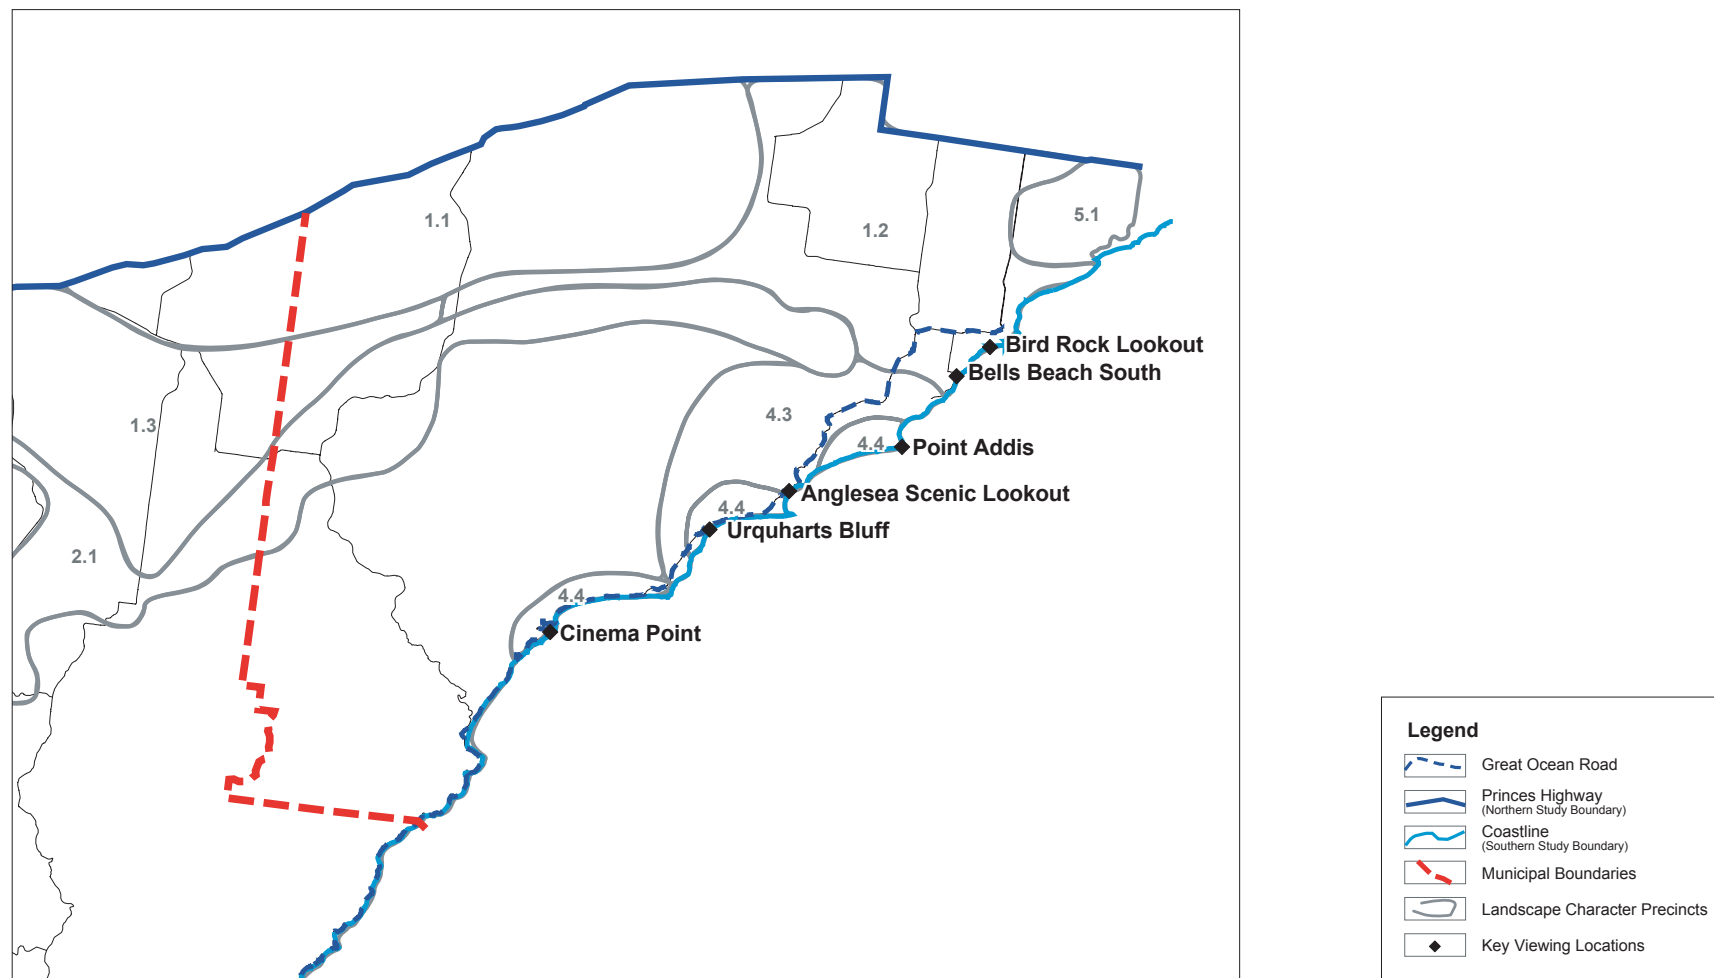 1.1
1.2
5.1
Bird Rock Lookout
Bells Beach South
4.3
1.3
4.4
Point Addis
Anglesea Scenic Lookout
4.4
Urquharts Bluff
2.1
4.4
Cinema Point
Legend
Great Ocean Road
Princes Highway
(Northern Study Boundary)
Coastline
(Southern Study Boundary)
Municipal Boundaries
Landscape Character Precincts
Key Viewing Locations